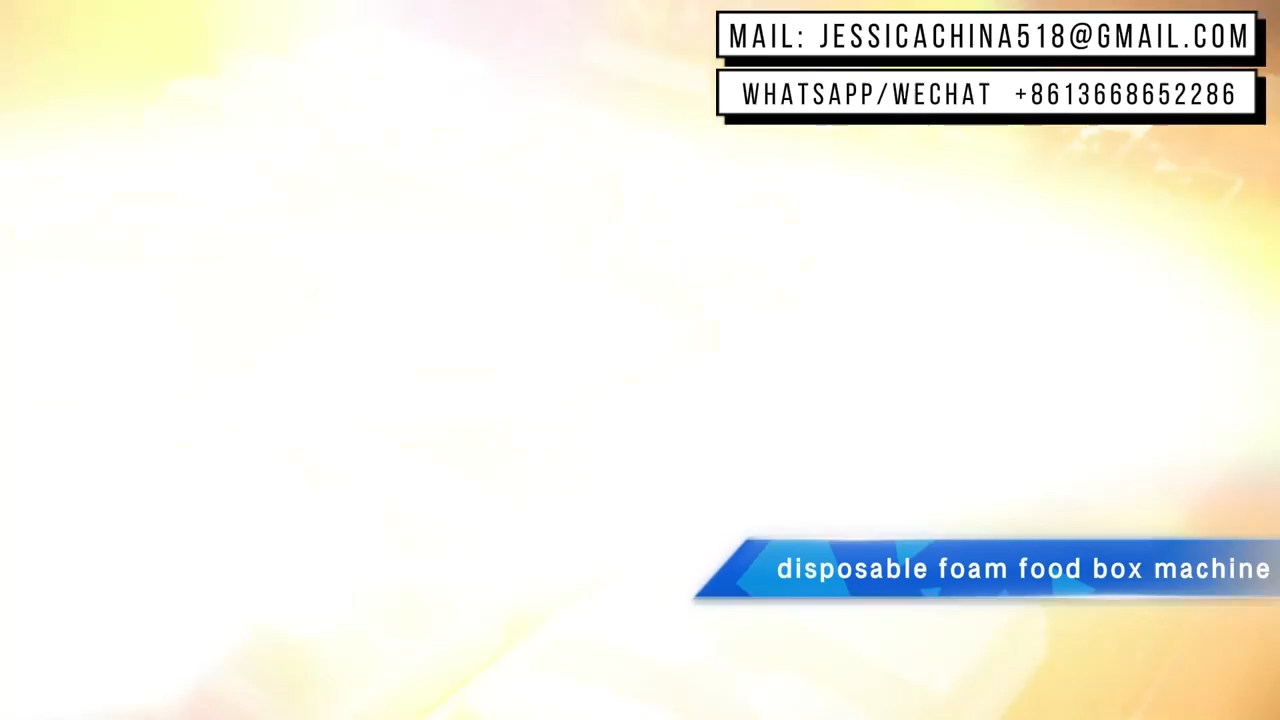 MAIL: JESSICACHINA518@GMAIL.COM
WHATSAPP/WECHAT +8613668652286
disposable foam food box machine